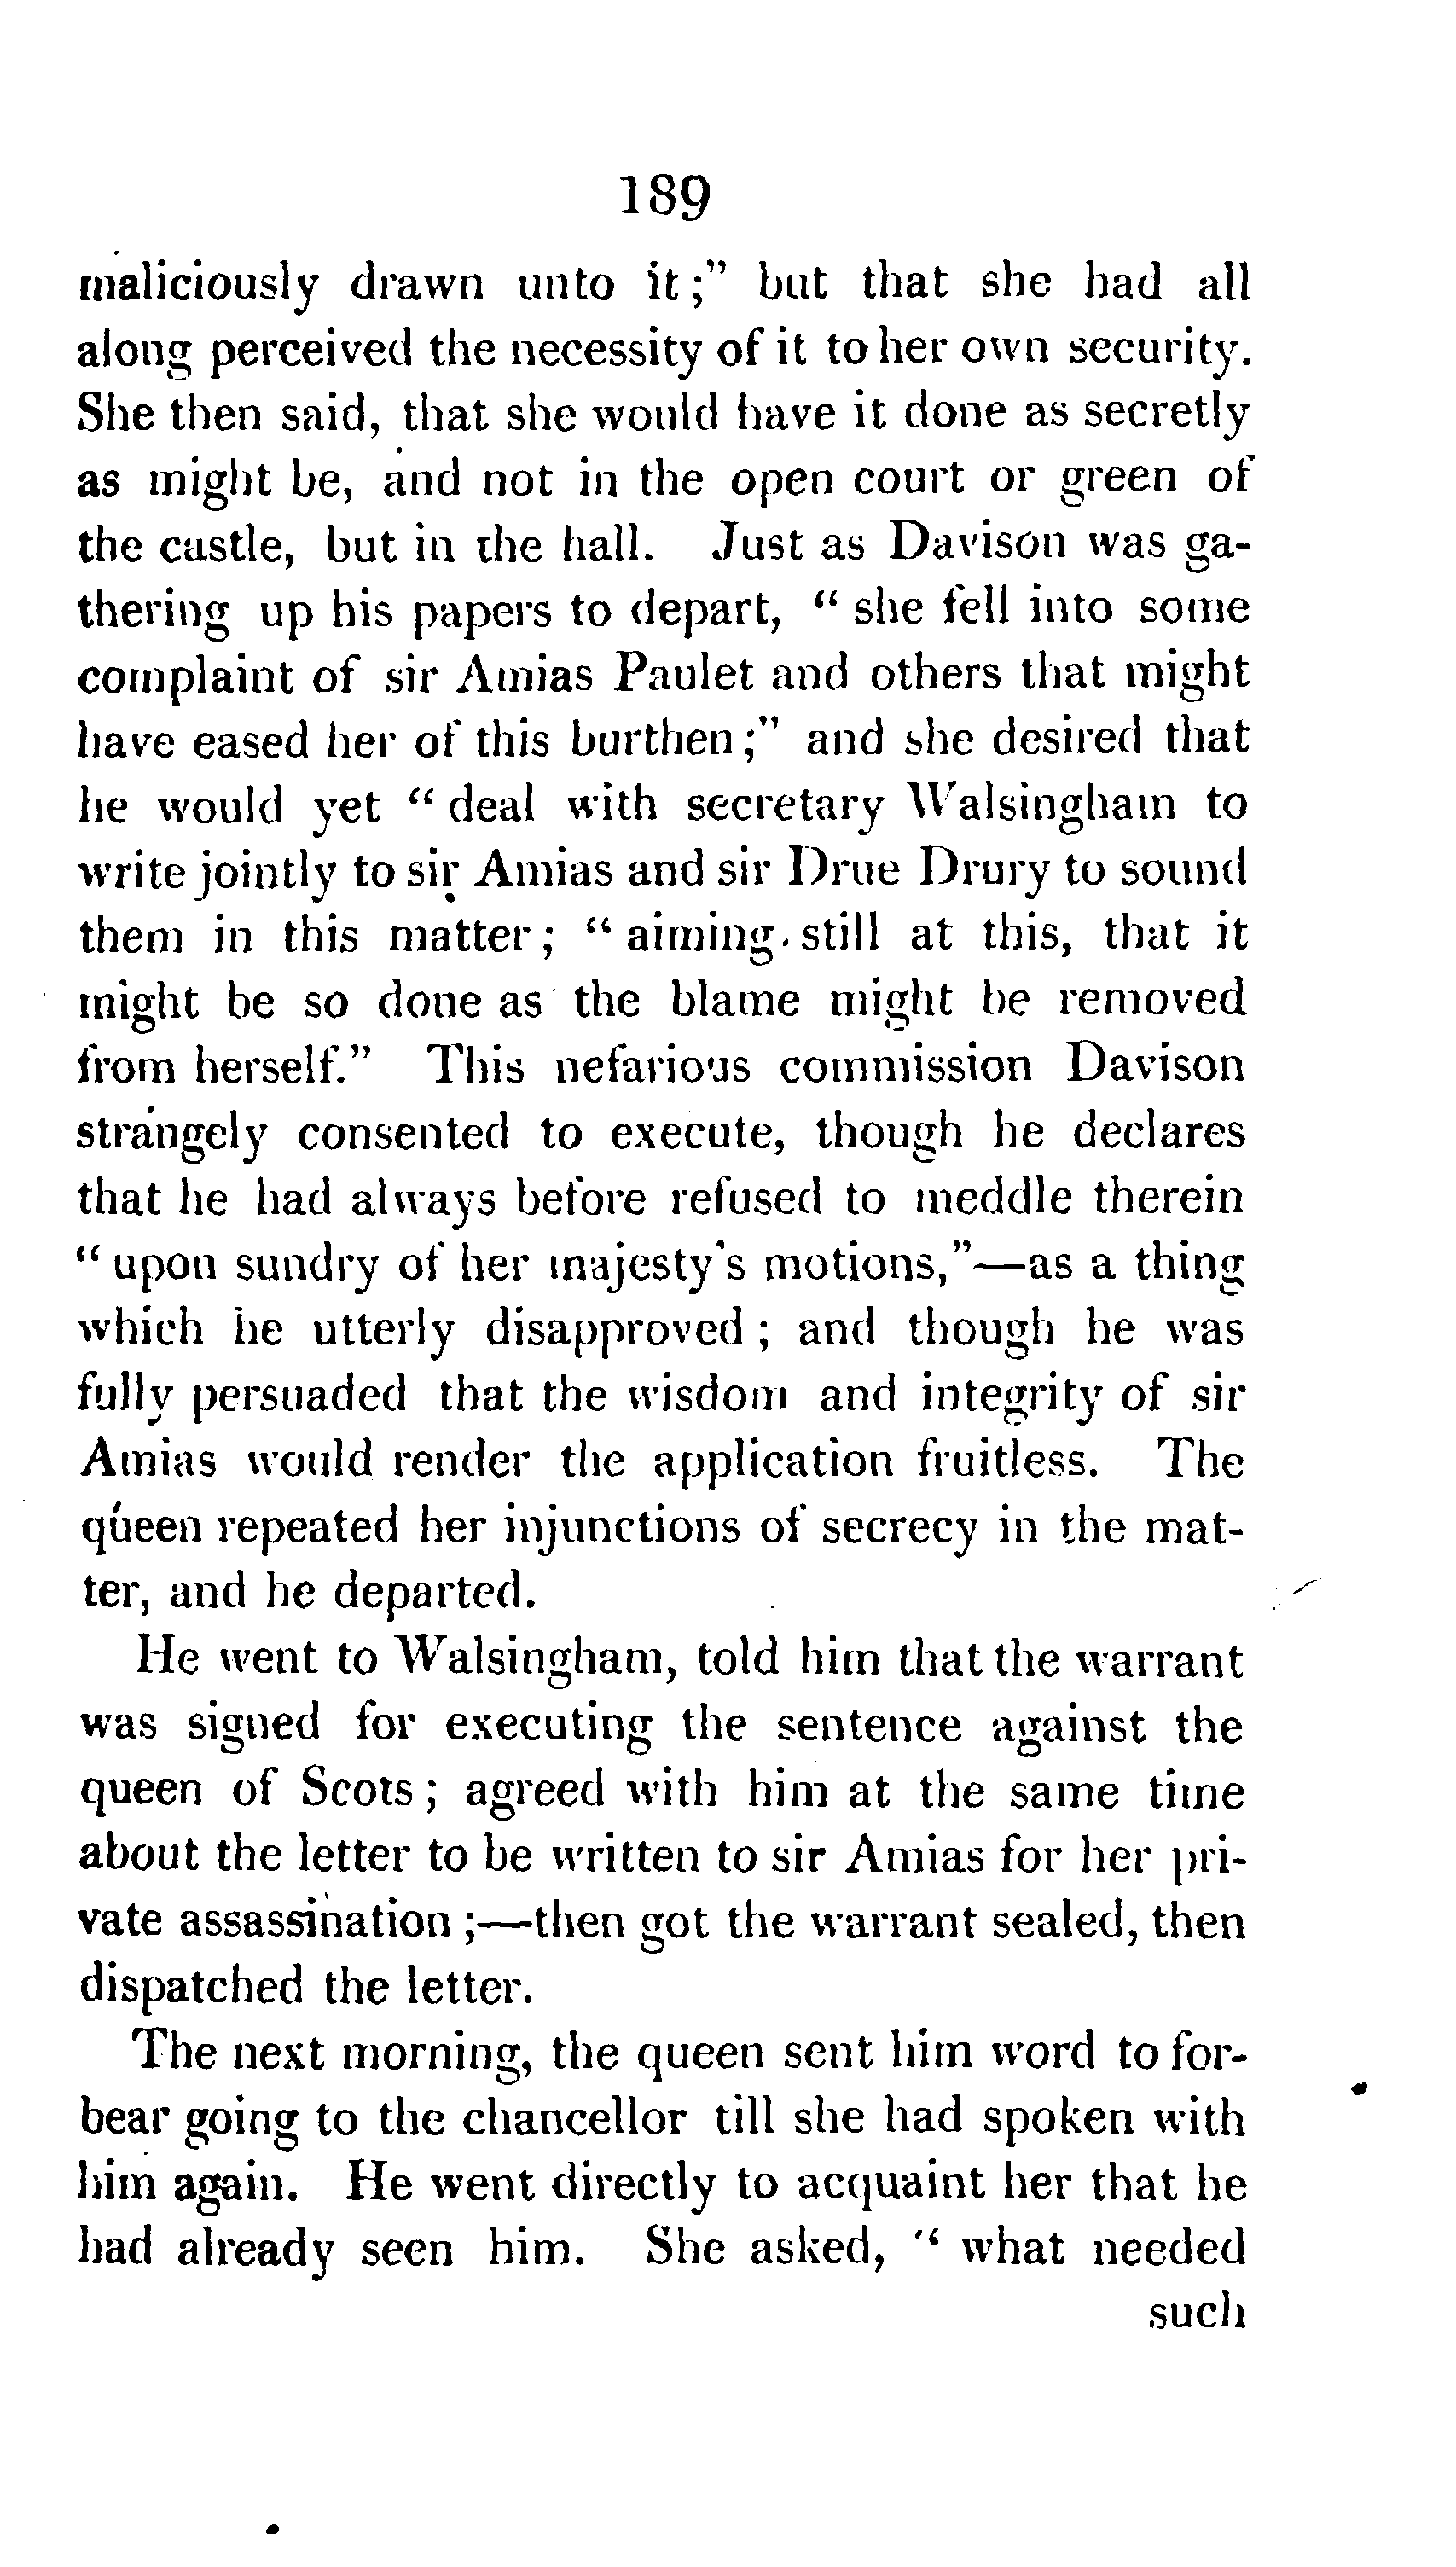 189
maliciously drawn unto it;" but that she had all
along perceived the necessity of it to her own security.
She then said, that she would have it done as secretly
as might be, and not in the open court or green of
the castle, but in the hall. Just as Davison was ga-
thering up his papers to depart, " she fell into some
complaint of sir Amias Paulet and others that might
have eased her of this burthen;" and she desired that
he would yet " deal with secretary Walsingham to
write jointly to sir Amias and sir Drue Drury to sound
them in this matter; " aiming still at this, that it
might be so done as the blame might be removed
from herself." This nefarious commission Davison
strangely consented to execute, though he declares
that he had always before refused to meddle therein
" upon sundry of her majesty's motions,"—as a thing
which he utterly disapproved; and though he was
fully persuaded that the wisdom and integrity of sir
Amias would render the application fruitless. The
queen repeated her injunctions of secrecy in the mat-
ter, and he departed.
He went to Walsingham, told him that the warrant
was signed for executing the sentence against the
queen of Scots; agreed with him at the same time
about the letter to be written to sir Amias for her pri-
vate assassination;—then got the warrant sealed, then
dispatched the letter.
The next morning, the queen sent him word to for-
bear going to the chancellor till she had spoken with
him again. He went directly to acquaint her that he
had already seen him. She asked, " what needed
such